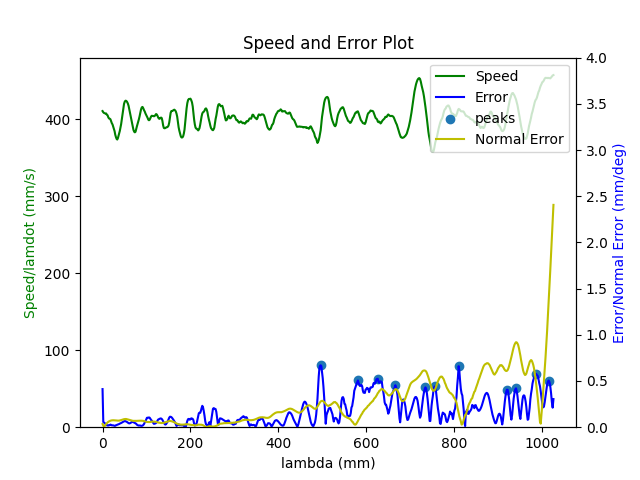 Speed and Error Plot
Speed
Error
peaks
Normal Error
Speed/lamdot (mm/s)
400
300
200
100
0
4.0
3.5
3.0
2.5
2.0
1.5
1.0
0.5
0.0
Error/Normal Error (mm/deg)
0 200 400 600 800 1000
lambda (mm)